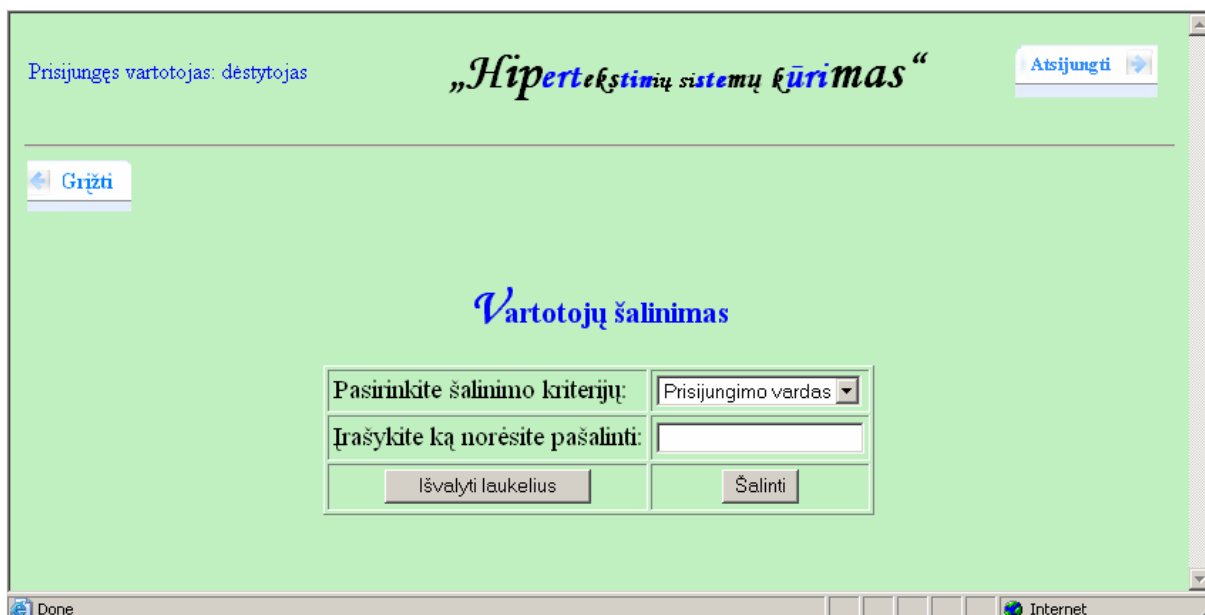 Prisijungęs vartotojas: dėstytojas
„Hipertekstinių sistemų kūrimas“
Atsijungti
Grįžti
Vartotojų šalinimas
Pasirinkite šalinimo kriterijų: Prisijungimo vardas
Įrašykite ką norėsite pašalinti:
Išvalyti laukelius Šalinti
Done Internet